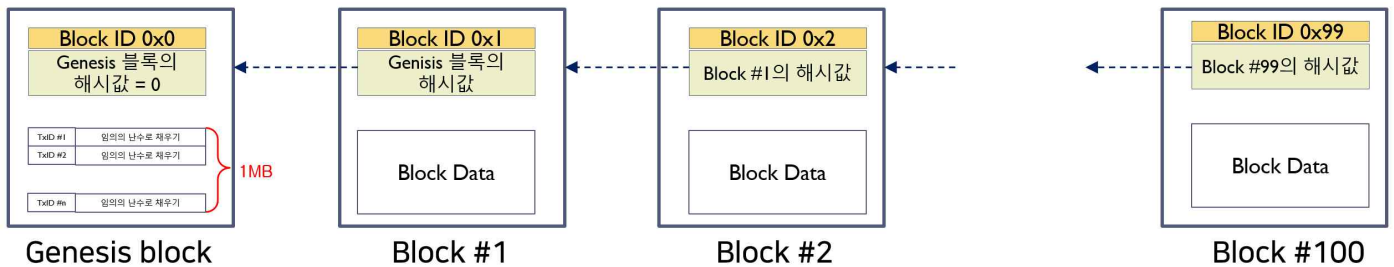 Block ID 0x0
Genesis 블록의
해시값 = 0
TxID #1 임의의 난수로 채우기
TxID #2 임의의 난수로 채우기
TxID #n 임의의 난수로 채우기
1MB
Genesis block
Block ID 0x1
Genisis 블록의
해시값
Block Data
Block #1
Block ID 0x2
Block #1의 해시값
Block Data
Block #2
Block ID 0x99
Block #99의 해시값
Block Data
Block #100